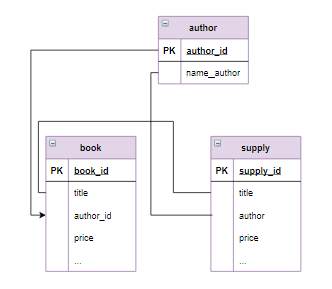 author
PK author_id
name_author
book
PK book_id
title
author_id
price
...
supply
PK supply_id
title
author
price
...